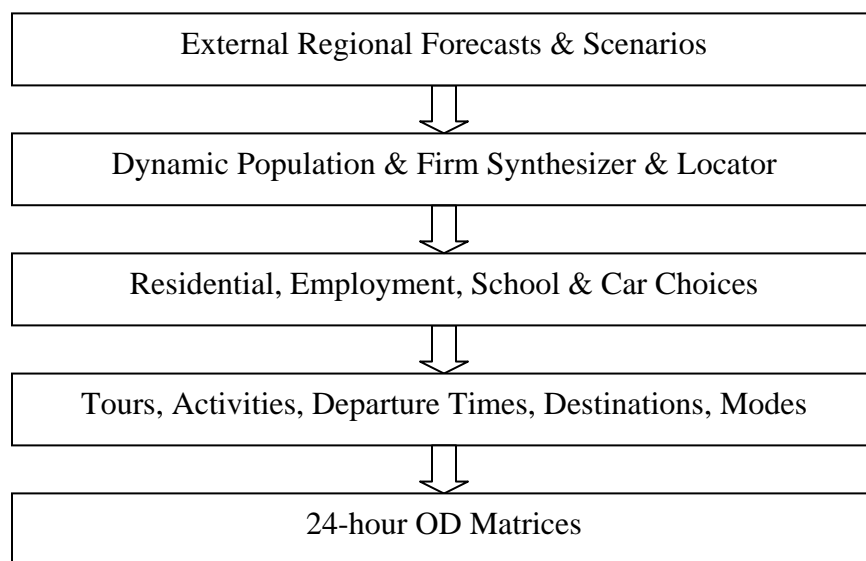 External Regional Forecasts & Scenarios
Dynamic Population & Firm Synthesizer & Locator
Residential, Employment, School & Car Choices
Tours, Activities, Departure Times, Destinations, Modes
24-hour OD Matrices